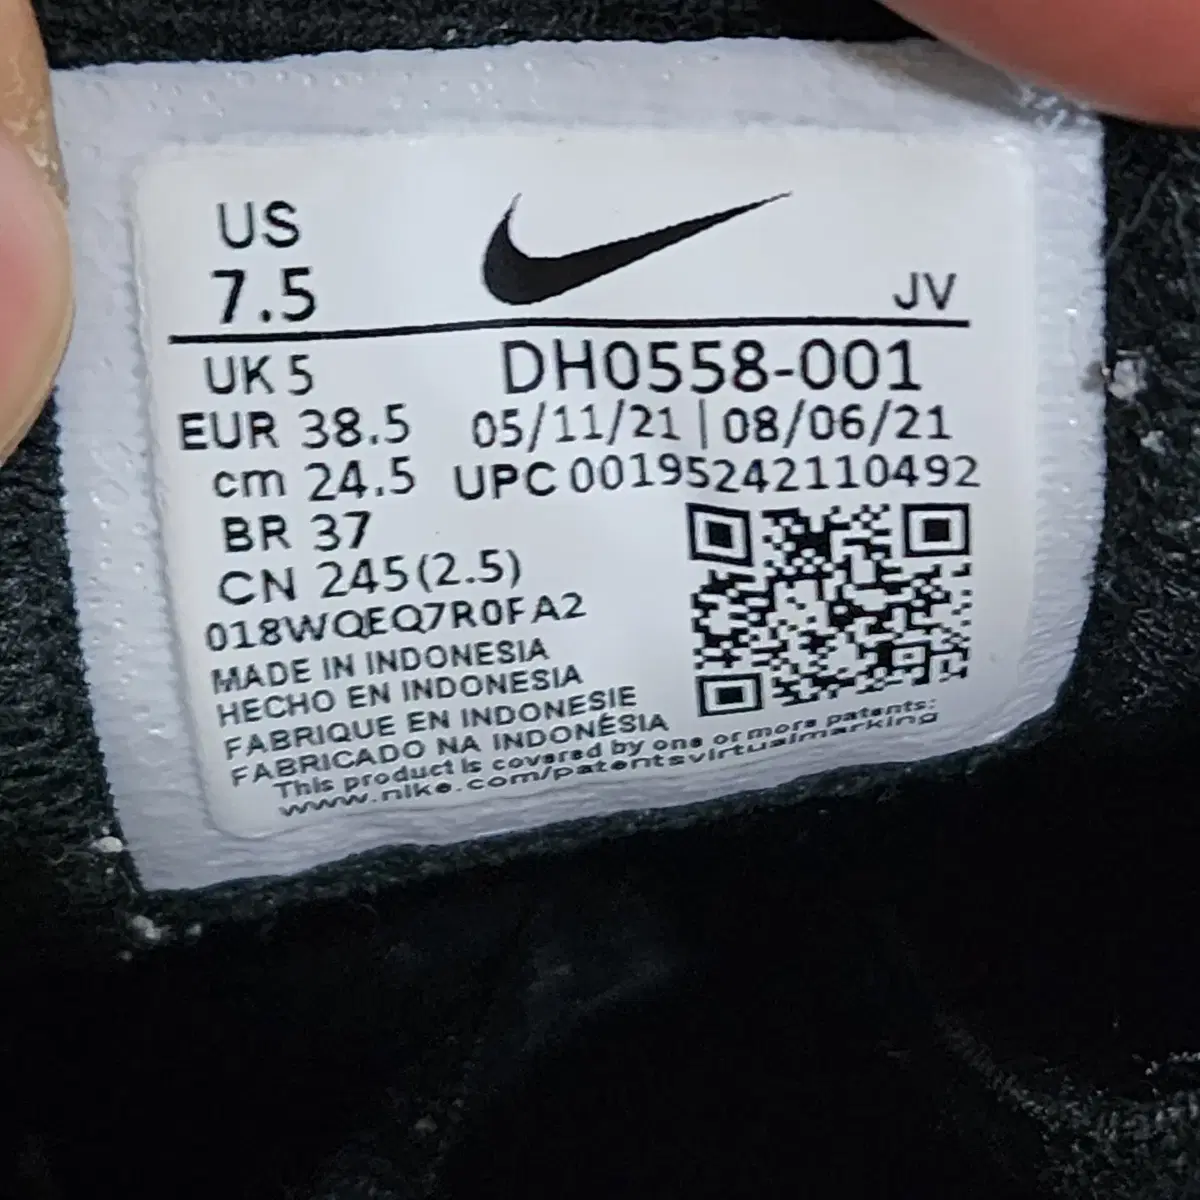 US
7.5
JV
UK 5
DH0558-001
EUR 38.5
05/11/21 | 08/06/21
cm 24.5
UPC 00195242110492
BR 37
CN 245(2.5)
018WQEQ7R0FA2
MADE IN INDONESIA
HECHO EN INDONESIA
FABRIQUE EN INDONESIE
FABRICADO NA INDONÉSIA
This product is covered by one or more patents:
www.nike.com/patentsvirtualmarking